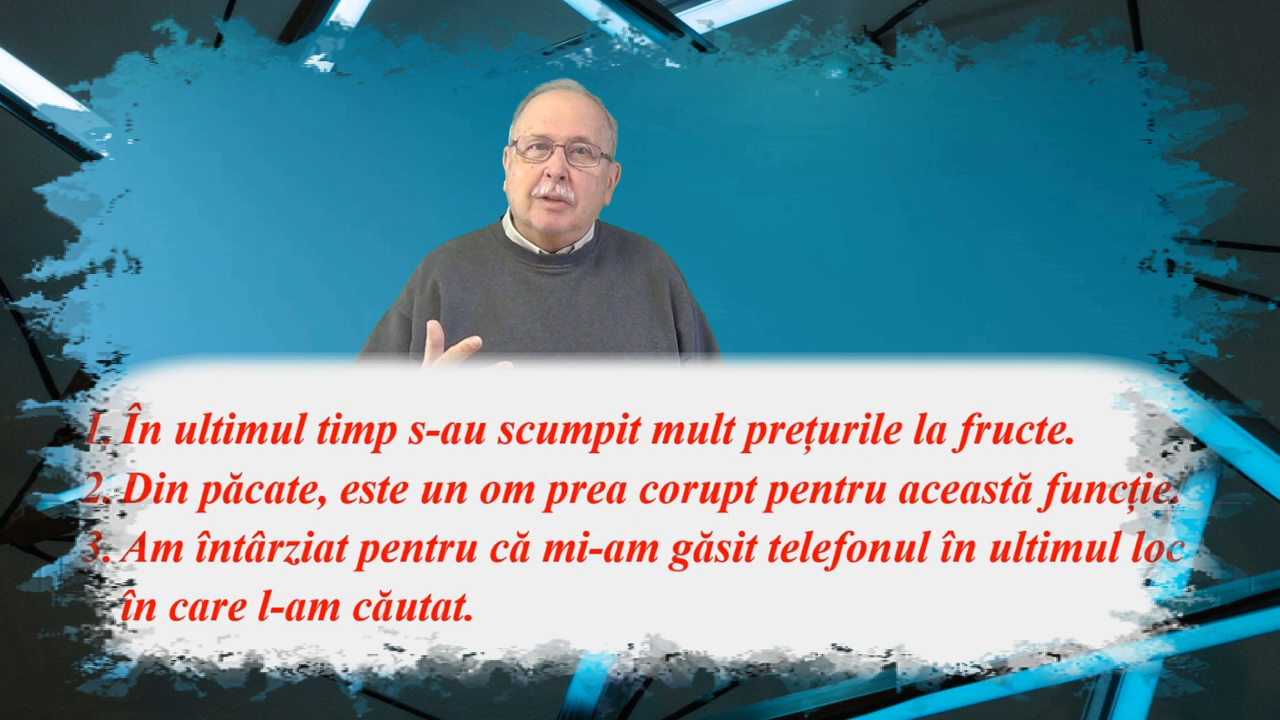 1. În ultimul timp s-au scumpit mult prețurile la fructe.
2. Din păcate, este un om prea corupt pentru această funcție.
3. Am întârziat pentru că mi-am găsit telefonul în ultimul loc
în care l-am căutat.